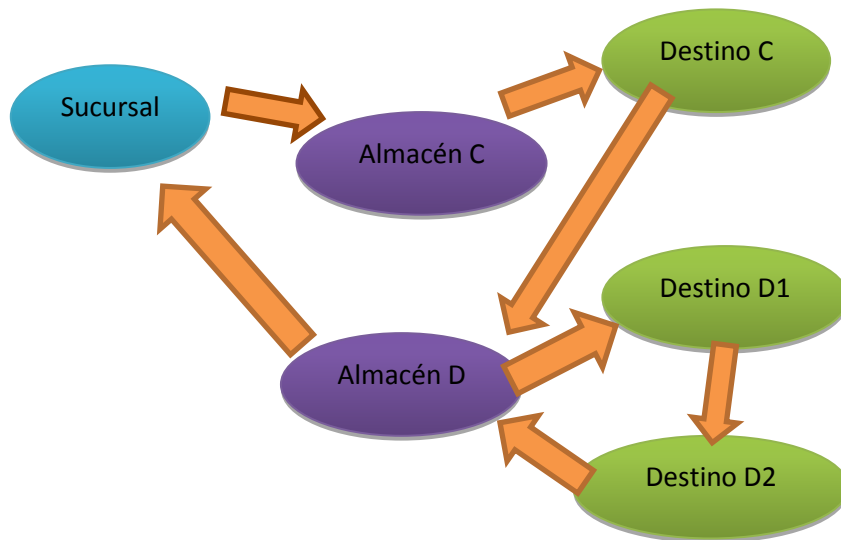 Destino C
Sucursal
Almacén C
Destino D1
Almacén D
Destino D2